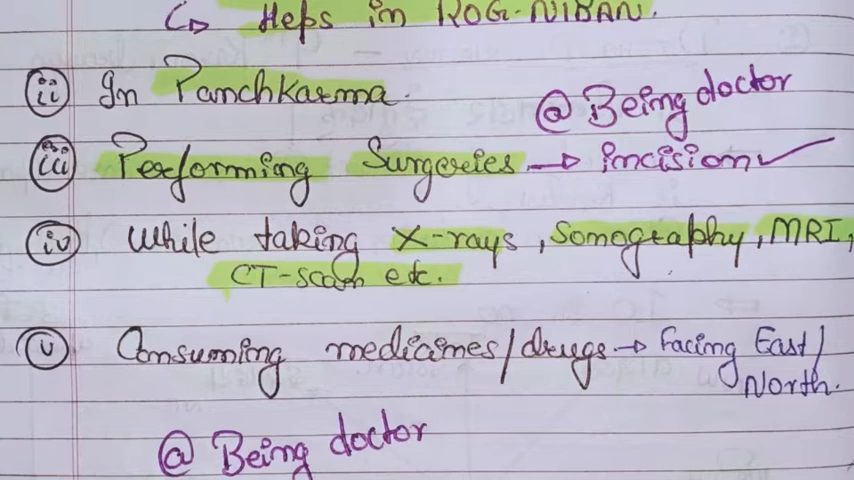 ↳ Heps in ROG-NIDAN.
(ii) In Panchkarma.
@ Being doctor
(iii) Performing Surgeries → incision ✓
(iv) While taking X-rays, Sonography, MRI,
CT-scan etc.
(v) Consuming medicines/drugs → Facing East/
North.
@ Being doctor